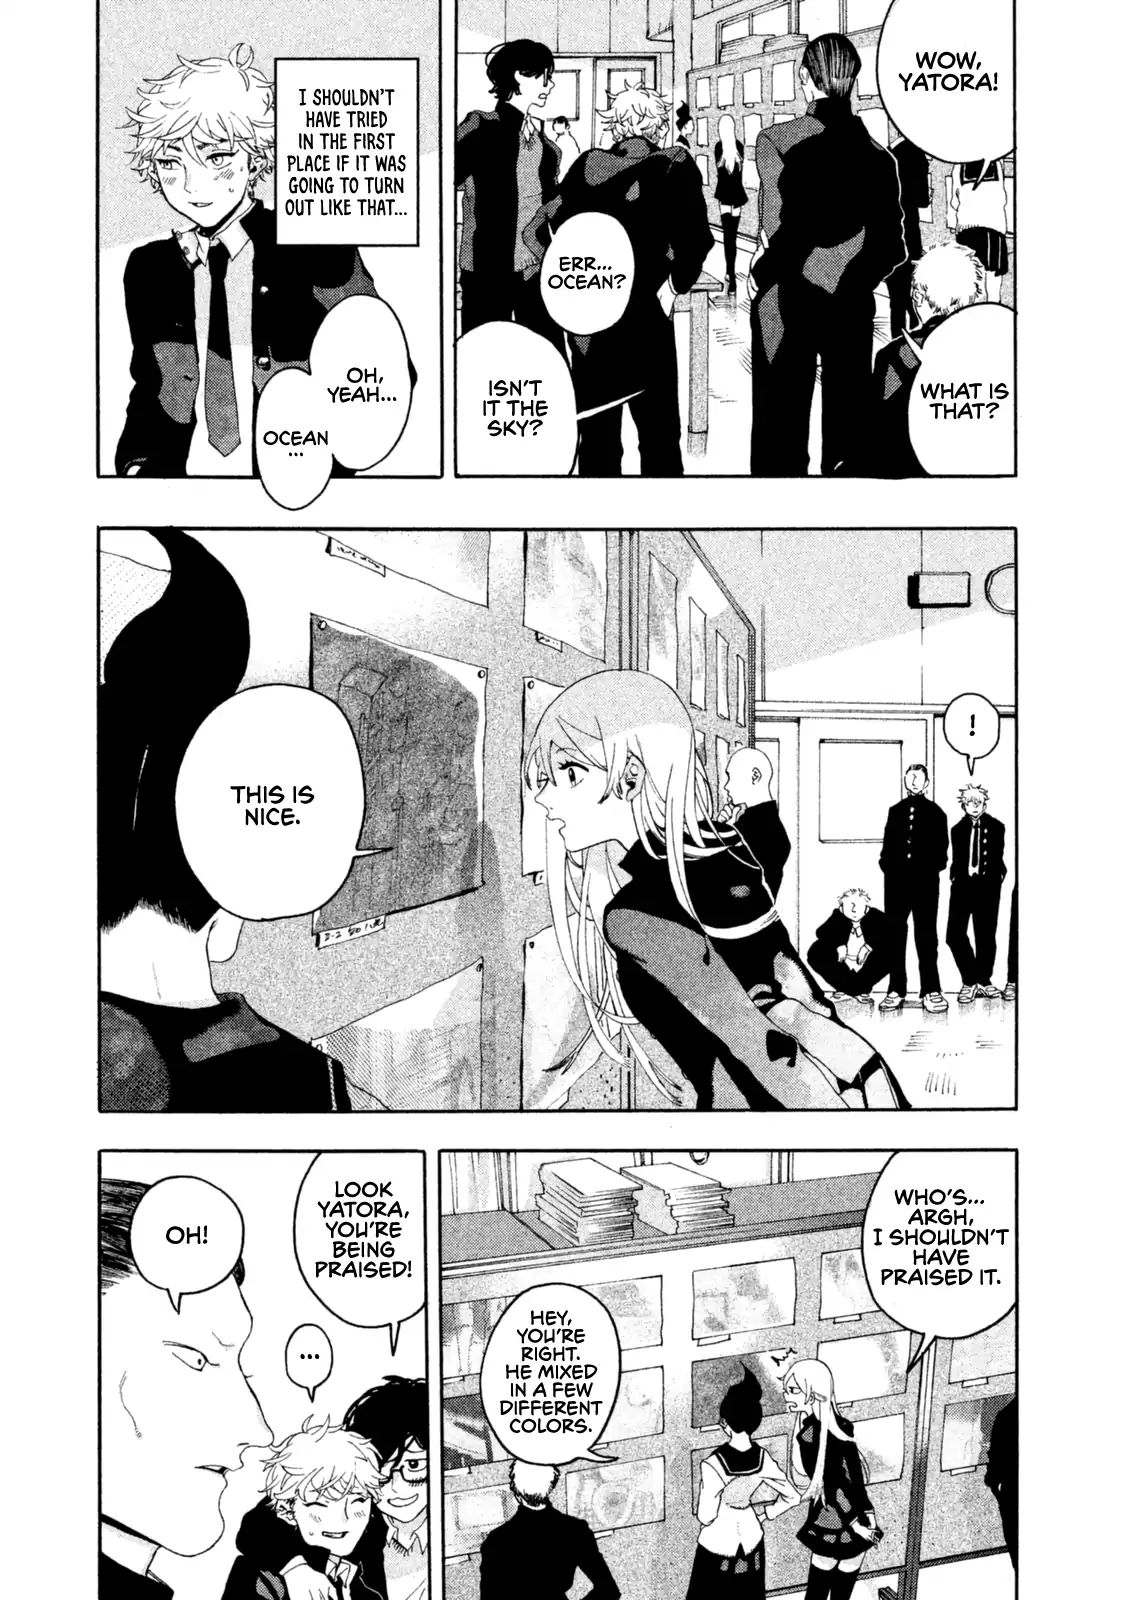 WOW,
YATORA!
WHAT IS
THAT?
ERR...
OCEAN?
ISN'T
IT THE
SKY?
I SHOULDN'T
HAVE TRIED
IN THE FIRST
PLACE IF IT WAS
GOING TO TURN
OUT LIKE THAT...
OH,
YEAH...
OCEAN
...
!
THIS IS
NICE.
WHO'S...
ARGH,
I SHOULDN'T
HAVE
PRAISED IT.
HEY,
YOU'RE
RIGHT.
HE MIXED
IN A FEW
DIFFERENT
COLORS.
LOOK
YATORA,
YOU'RE
BEING
PRAISED!
OH!
...